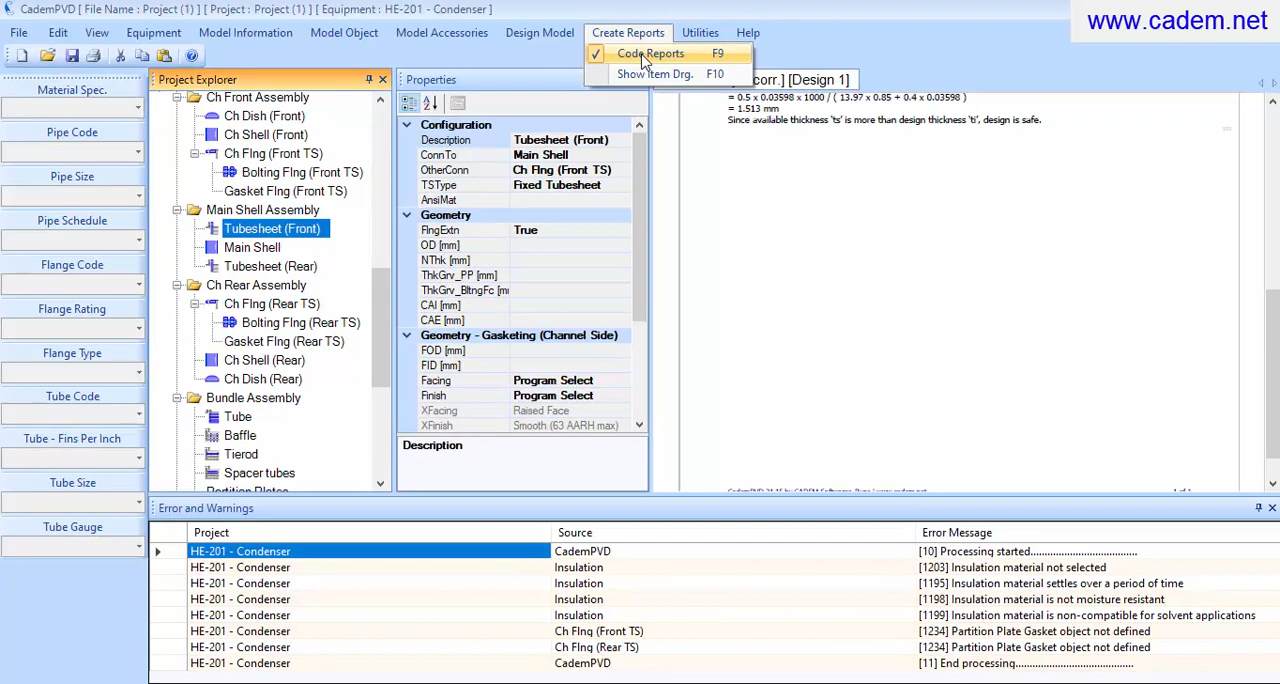 CademPVD [ File Name : Project (1) ] [ Project : Project (1) ] [ Equipment : HE-201 - Condenser ]
www.cadem.net
File Edit View Equipment Model Information Model Object Model Accessories Design Model Create Reports Utilities Help
Code Reports F9
Show Item Drg. F10
Material Spec.
Pipe Code
Pipe Size
Pipe Schedule
Flange Code
Flange Rating
Flange Type
Tube Code
Tube - Fins Per Inch
Tube Size
Tube Gauge
Project Explorer
Ch Front Assembly
Ch Dish (Front)
Ch Shell (Front)
Ch Flng (Front TS)
Bolting Flng (Front TS)
Gasket Flng (Front TS)
Main Shell Assembly
Tubesheet (Front)
Main Shell
Tubesheet (Rear)
Ch Rear Assembly
Ch Flng (Rear TS)
Bolting Flng (Rear TS)
Gasket Flng (Rear TS)
Ch Shell (Rear)
Ch Dish (Rear)
Bundle Assembly
Tube
Baffle
Tierod
Spacer tubes
Partition Plates
Properties
Configuration
Description Tubesheet (Front)
ConnTo Main Shell
OtherConn Ch Flng (Front TS)
TSType Fixed Tubesheet
AnsiMat
Geometry
FlngExtn True
OD [mm]
NThk [mm]
ThkGrv_PP [mm]
ThkGrv_BltngFc [mm
CAI [mm]
CAE [mm]
Geometry - Gasketing (Channel Side)
FOD [mm]
FID [mm]
Facing Program Select
Finish Program Select
XFacing Raised Face
XFinish Smooth (63 AARH max)
Description
corr.] [Design 1]
= 0.5 x 0.03598 x 1000 / ( 13.97 x 0.85 + 0.4 x 0.03598 )
= 1.513 mm
Since available thickness 'ts' is more than design thickness 'ti', design is safe.
Error and Warnings
Project Source Error Message
HE-201 - Condenser CademPVD [10] Processing started.....................................
HE-201 - Condenser Insulation [1203] Insulation material not selected
HE-201 - Condenser Insulation [1195] Insulation material settles over a period of time
HE-201 - Condenser Insulation [1198] Insulation material is not moisture resistant
HE-201 - Condenser Insulation [1199] Insulation material is non-compatible for solvent applications
HE-201 - Condenser Ch Flng (Front TS) [1234] Partition Plate Gasket object not defined
HE-201 - Condenser Ch Flng (Rear TS) [1234] Partition Plate Gasket object not defined
HE-201 - Condenser CademPVD [11] End processing.........................................